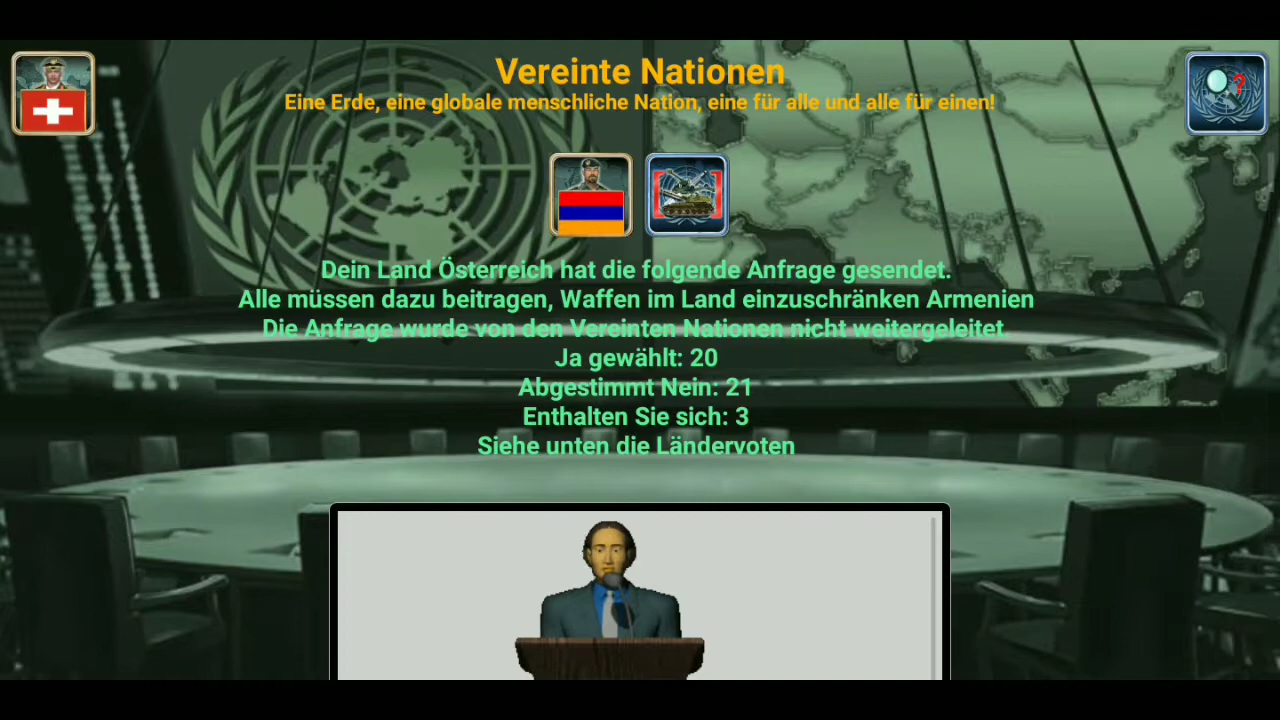 Vereinte Nationen
Eine Erde, eine globale menschliche Nation, eine für alle und alle für einen!
Dein Land Österreich hat die folgende Anfrage gesendet.
Alle müssen dazu beitragen, Waffen im Land einzuschränken Armenien
Die Anfrage wurde von den Vereinten Nationen nicht weitergeleitet.
Ja gewählt: 20
Abgestimmt Nein: 21
Enthalten Sie sich: 3
Siehe unten die Ländervoten